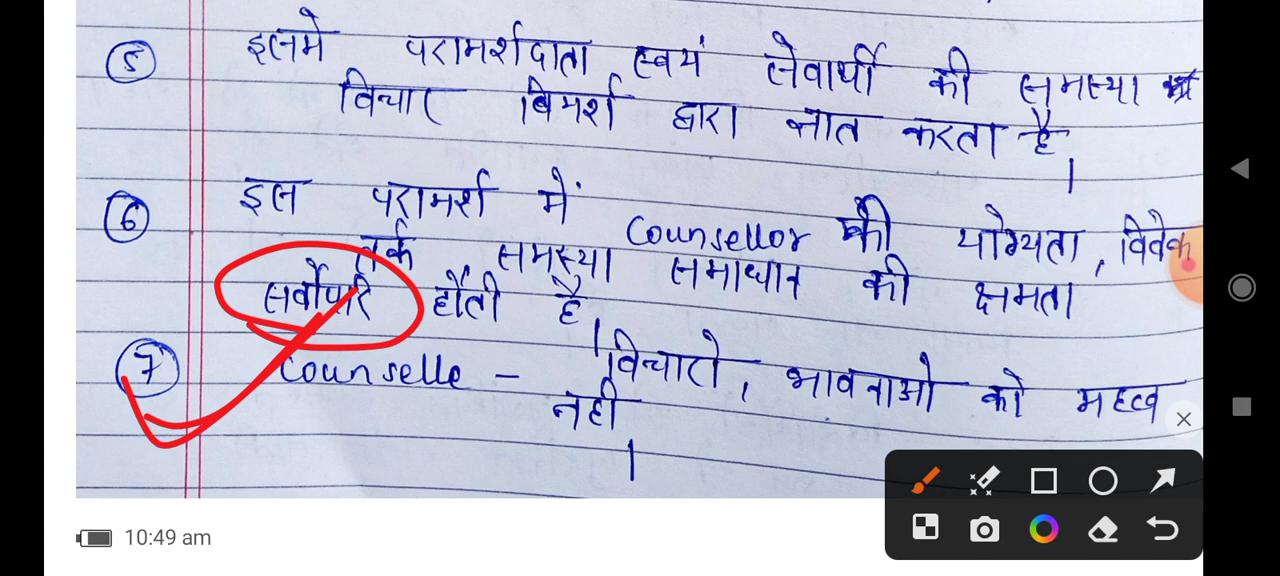 5 इसमे परामर्शदाता स्वयं सेवार्थी की समस्या
विचार विमर्श द्वारा ज्ञात करता है।
6 इस परामर्श में Counsellor की योग्यता, विवेक
तर्क समस्या समाधान की क्षमता
सर्वोपरि होती है।
7 Counselle - विचारो, भावनाओ को महत्व
नही।
10:49 am